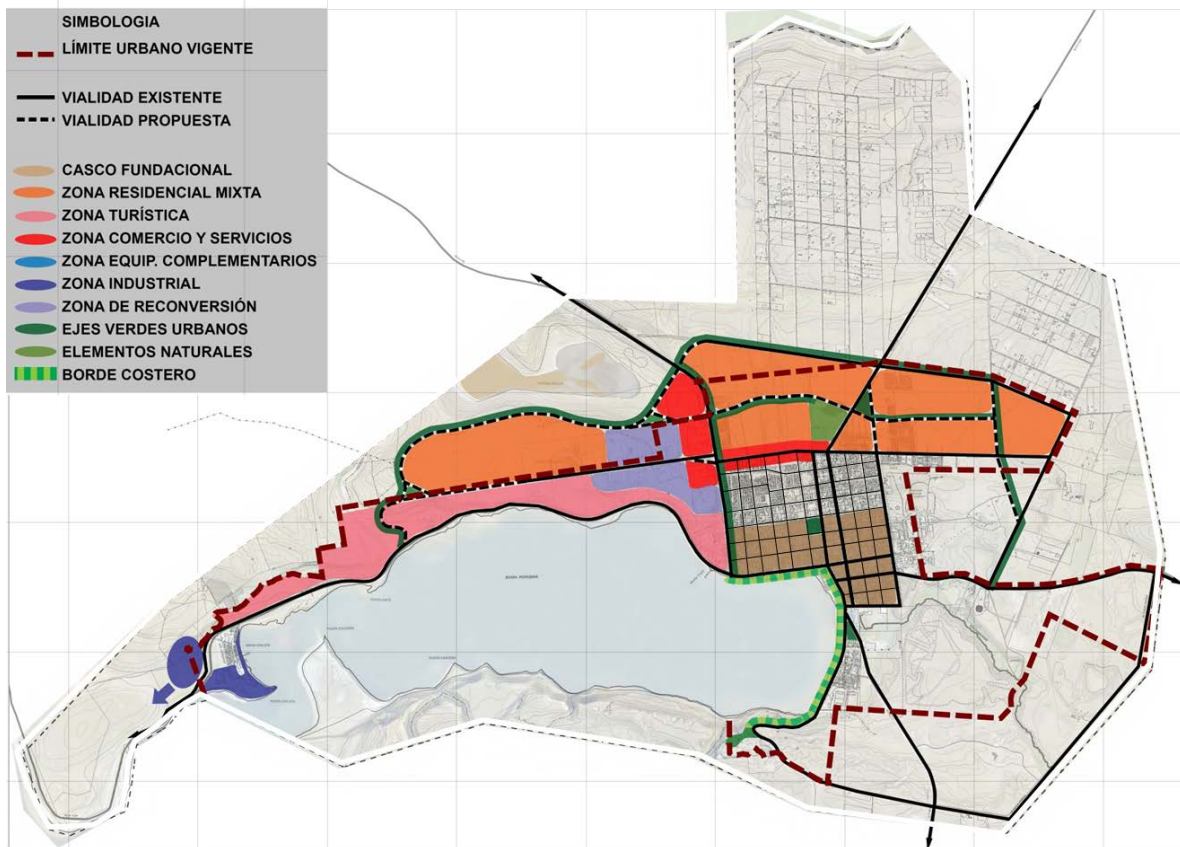 SIMBOLOGIA
LÍMITE URBANO VIGENTE
VIALIDAD EXISTENTE
VIALIDAD PROPUESTA
CASCO FUNDACIONAL
ZONA RESIDENCIAL MIXTA
ZONA TURÍSTICA
ZONA COMERCIO Y SERVICIOS
ZONA EQUIP. COMPLEMENTARIOS
ZONA INDUSTRIAL
ZONA DE RECONVERSIÓN
EJES VERDES URBANOS
ELEMENTOS NATURALES
BORDE COSTERO